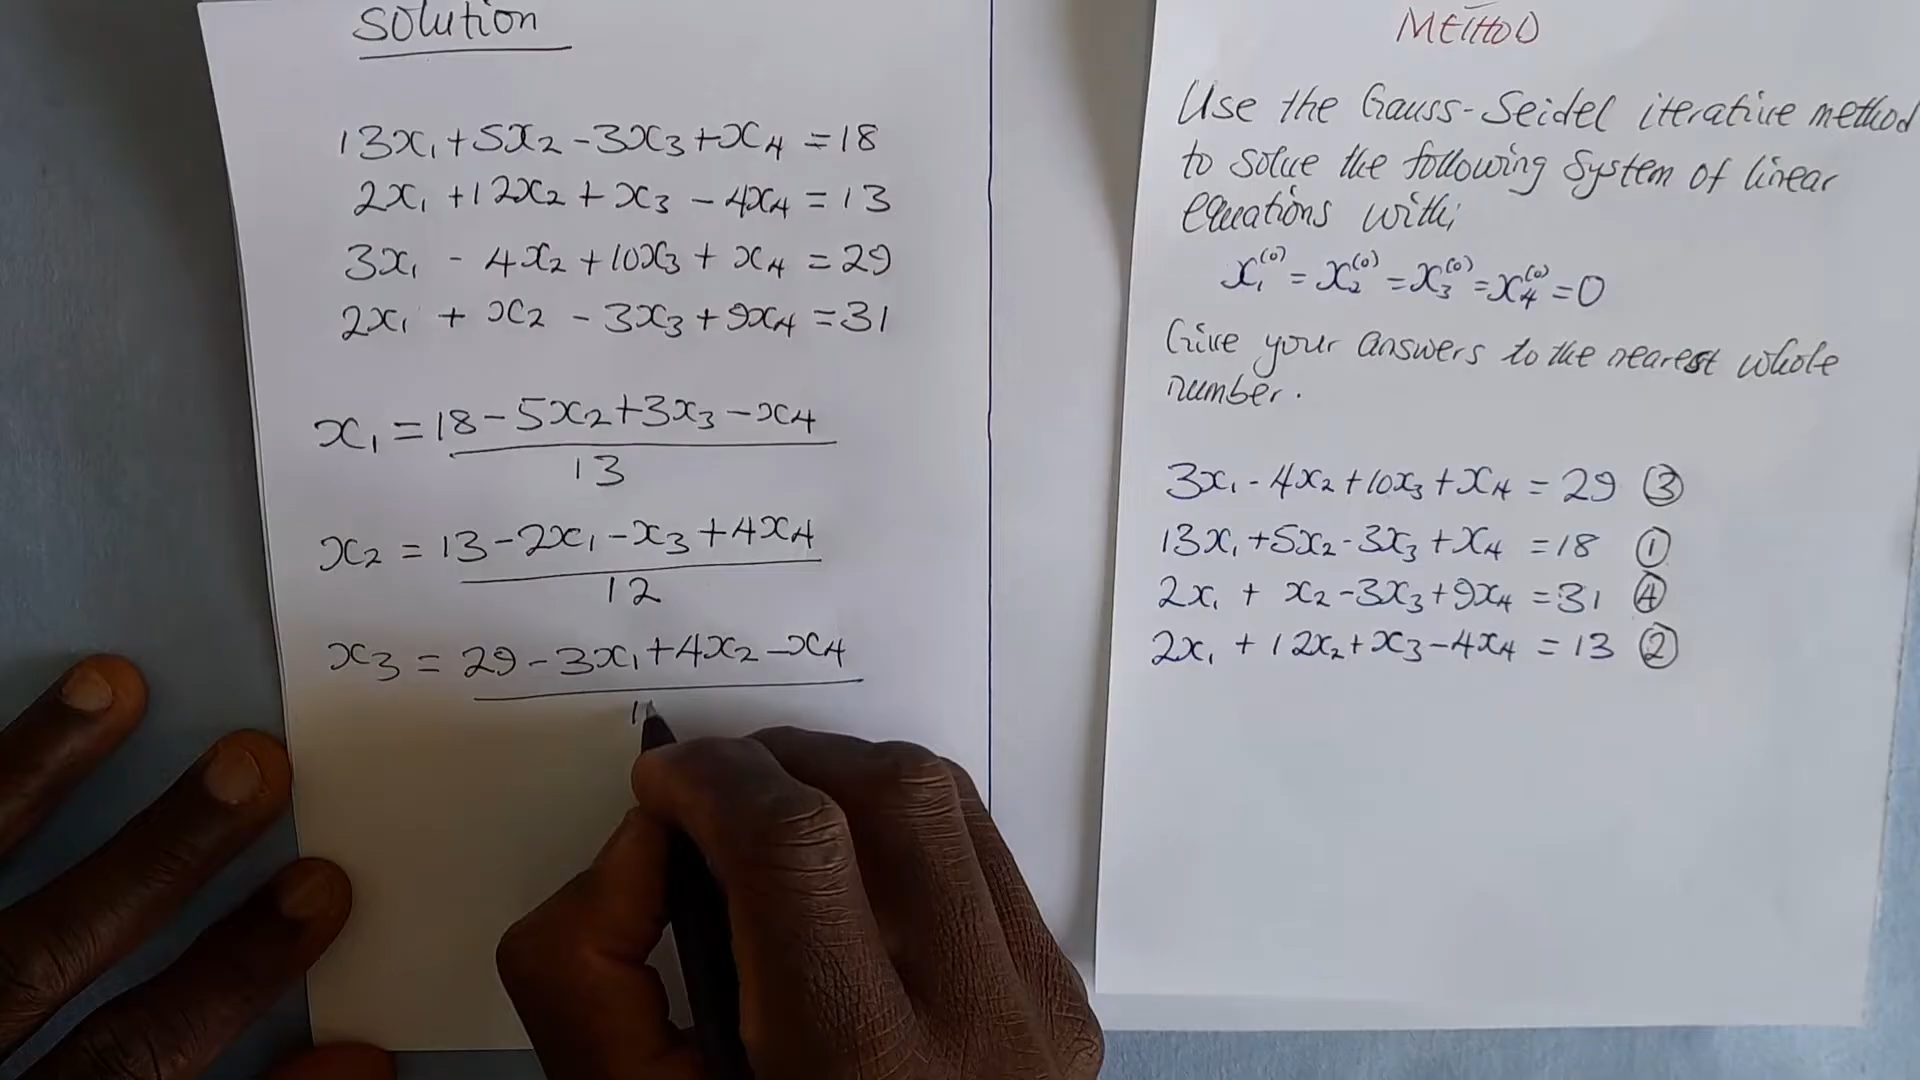 Solution
13x₁+5x₂-3x₃+x₄=18
2x₁+12x₂+x₃-4x₄=13
3x₁-4x₂+10x₃+x₄=29
2x₁+x₂-3x₃+9x₄=31
x₁=18-5x₂+3x₃-x₄
13
x₂=13-2x₁-x₃+4x₄
12
x₃=29-3x₁+4x₂-x₄
METHOD
Use the Gauss-Seidel iterative method
to solve the following system of linear
equations with;
x₁⁽⁰⁾=x₂⁽⁰⁾=x₃⁽⁰⁾=x₄⁽⁰⁾=0
Give your answers to the nearest whole
number.
3x₁-4x₂+10x₃+x₄=29 ③
13x₁+5x₂-3x₃+x₄=18 ①
2x₁+x₂-3x₃+9x₄=31 ④
2x₁+12x₂+x₃-4x₄=13 ②